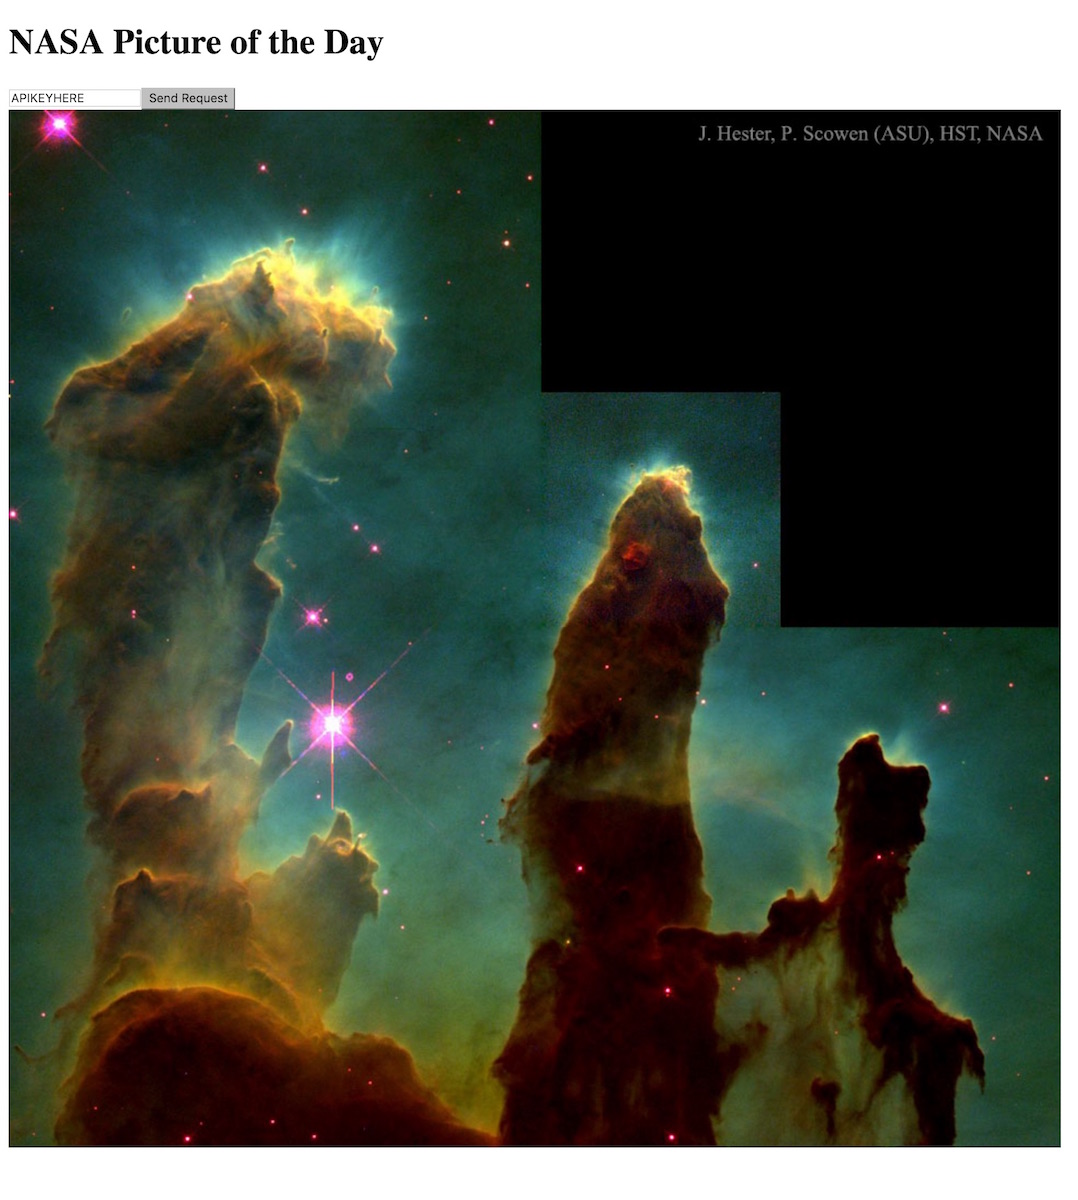 NASA Picture of the Day
APIKEYHERE Send Request
J. Hester, P. Scowen (ASU), HST, NASA